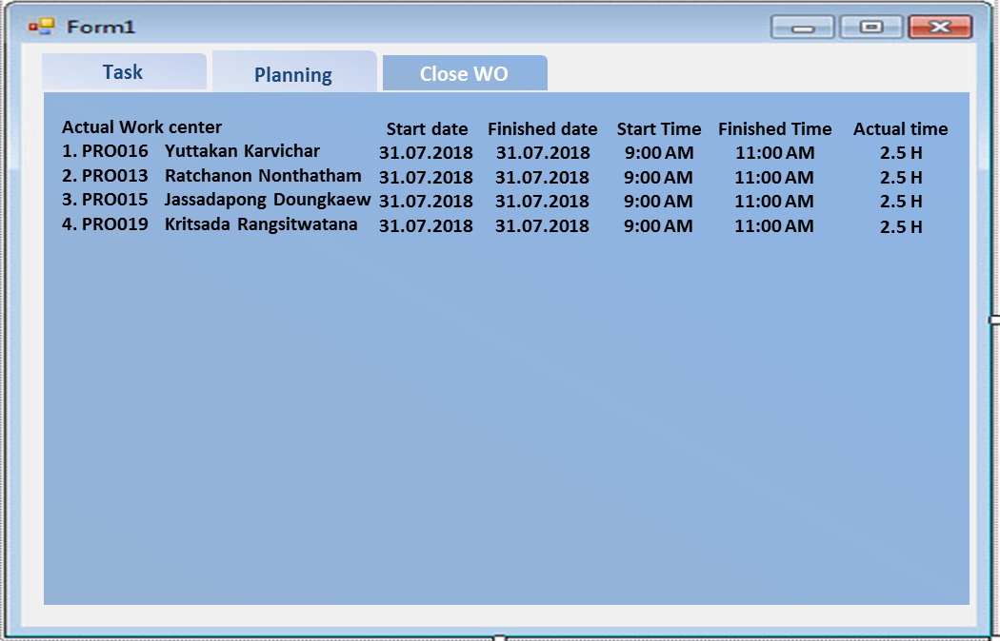 Form1
Task Planning Close WO
Actual Work center Start date Finished date Start Time Finished Time Actual time
1. PRO016 Yuttakan Karvichar 31.07.2018 31.07.2018 9:00 AM 11:00 AM 2.5 H
2. PRO013 Ratchanon Nonthatham 31.07.2018 31.07.2018 9:00 AM 11:00 AM 2.5 H
3. PRO015 Jassadapong Doungkaew 31.07.2018 31.07.2018 9:00 AM 11:00 AM 2.5 H
4. PRO019 Kritsada Rangsitwatana 31.07.2018 31.07.2018 9:00 AM 11:00 AM 2.5 H